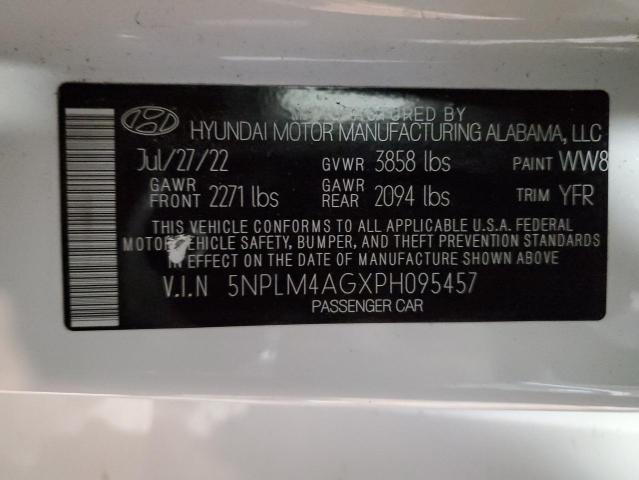 BY
HYUNDAI MOTOR MANUFACTURING ALABAMA, LLC
Jul/27/22 GVWR 3858 lbs PAINT WW8
GAWR FRONT 2271 lbs GAWR REAR 2094 lbs TRIM YFR
THIS VEHICLE CONFORMS TO ALL APPLICABLE U.S.A. FEDERAL
MOTOR VEHICLE SAFETY, BUMPER, AND THEFT PREVENTION STANDARDS
IN EFFECT ON THE DATE OF MANUFACTURE SHOWN ABOVE.
V.I.N 5NPLM4AGXPH095457
PASSENGER CAR